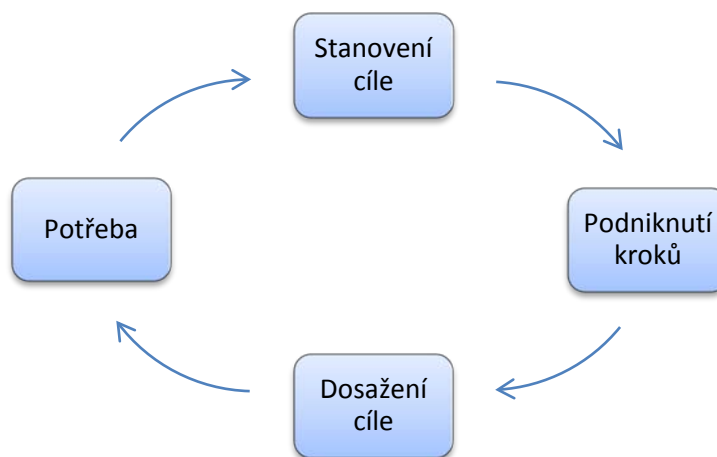 Stanovení
cíle
Potřeba
Podniknutí
kroků
Dosažení
cíle